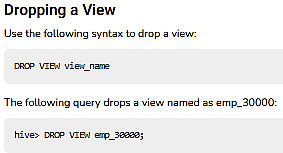 Dropping a View
Use the following syntax to drop a view:
DROP VIEW view_name
The following query drops a view named as emp_30000:
hive> DROP VIEW emp_30000;